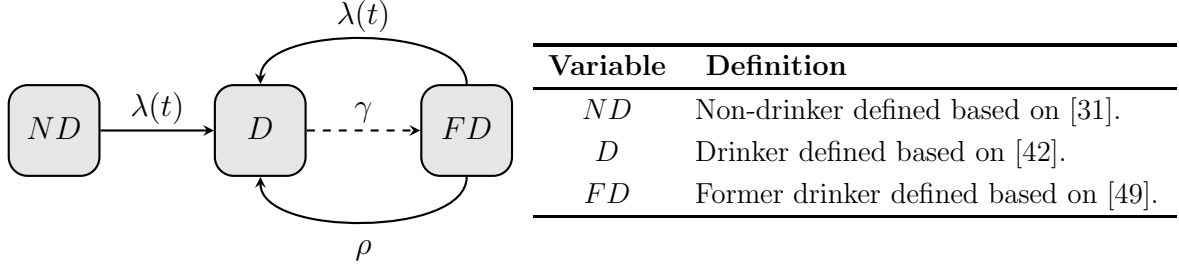 λ(t)
ND λ(t) D γ FD
ρ
Variable Definition
ND Non-drinker defined based on [31].
D Drinker defined based on [42].
FD Former drinker defined based on [49].